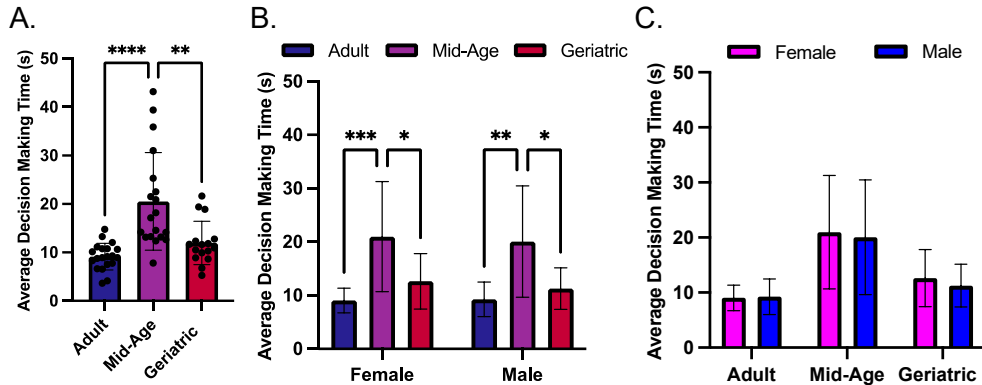 A.
Average Decision Making Time (s)
50
40
30
20
10
0
**** **
Adult
Mid-Age
Geriatric
B.
Adult Mid-Age Geriatric
Average Decision Making Time (s)
50
40
30
20
10
0
*** * ** *
Female Male
C.
Female Male
Average Decision Making Time (s)
50
40
30
20
10
0
Adult Mid-Age Geriatric